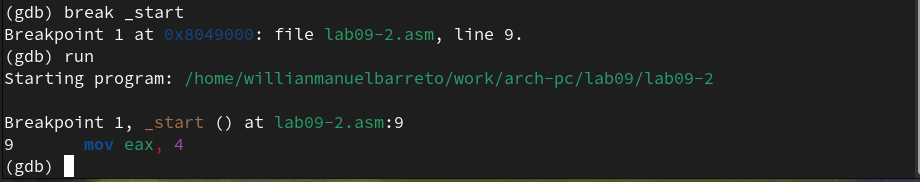 (gdb) break _start
Breakpoint 1 at 0x8049000: file lab09-2.asm, line 9.
(gdb) run
Starting program: /home/willianmanuelbarreto/work/arch-pc/lab09/lab09-2

Breakpoint 1, _start () at lab09-2.asm:9
9       mov eax, 4
(gdb)